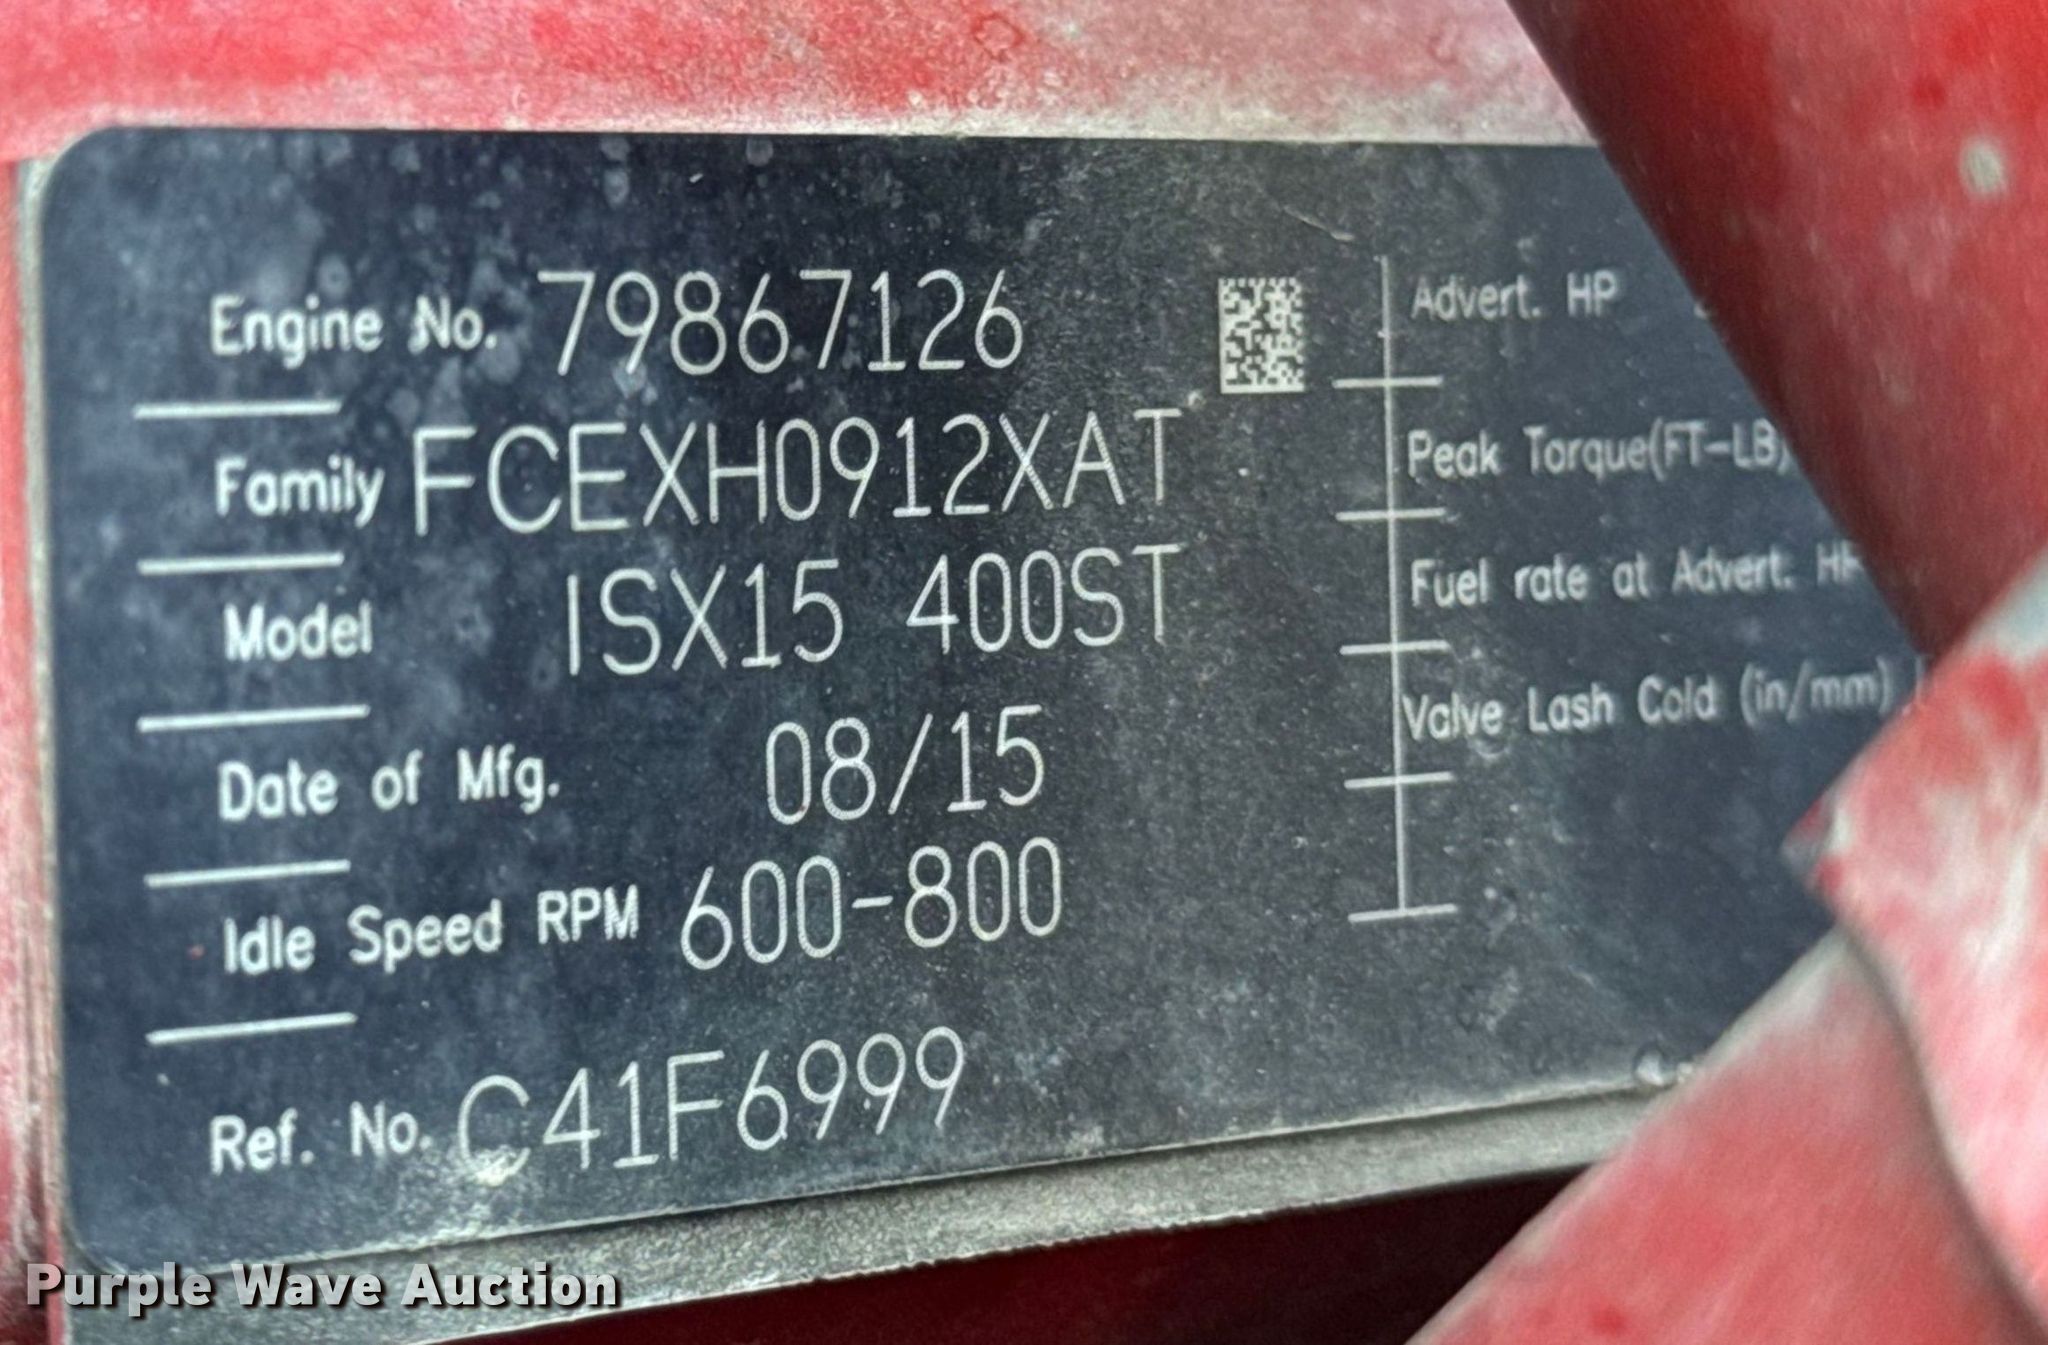 Engine No. 79867126
Family FCEXH0912XAT
Model ISX15 400ST
Date of Mfg. 08/15
Idle Speed RPM 600-800
Ref. No. C41F6999
Advert. HP
Peak Torque(FT-LB)
Fuel rate at Advert. HP
Valve Lash Cold (in/mm)
Purple Wave Auction